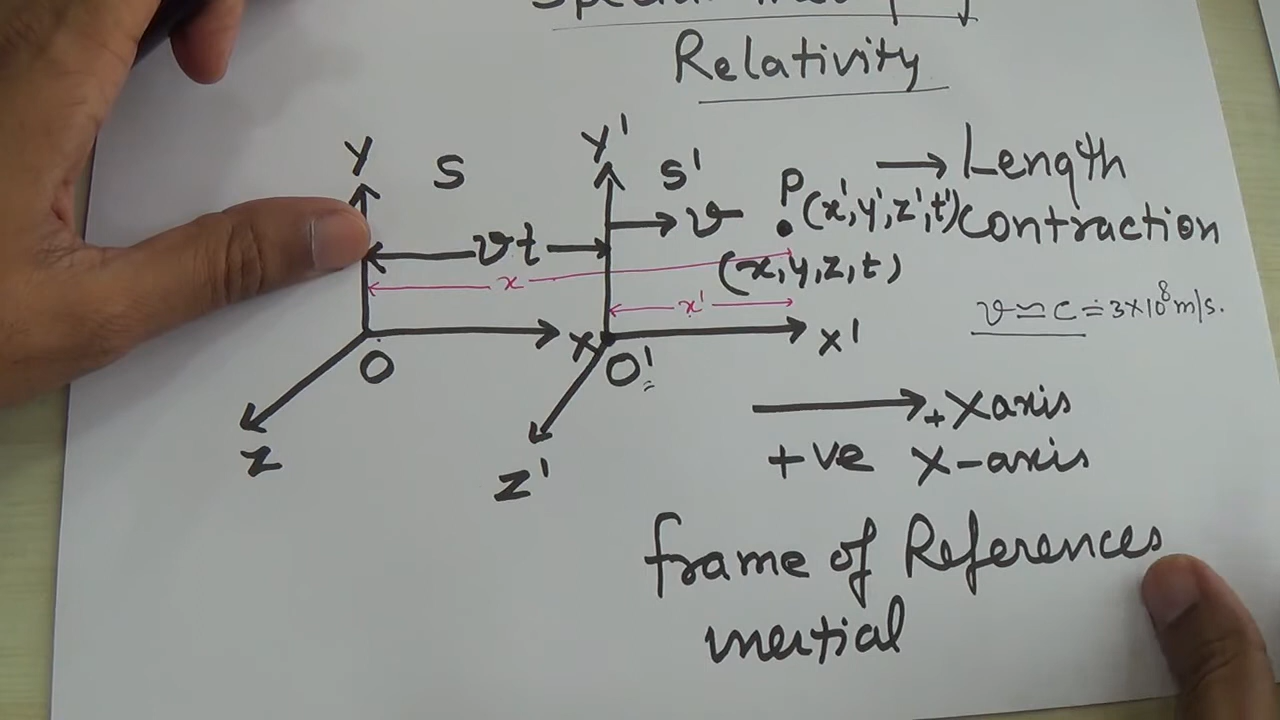 Relativity
Y S Y' S' → Length
P (x', y', z', t') Contraction
vt v
(x, y, z, t)
x x'
v ≃ c ≐ 3×10⁸ m/s.
O X O' X'
Z Z'
→ + X axis
+ve X-axis
frame of References
inertial